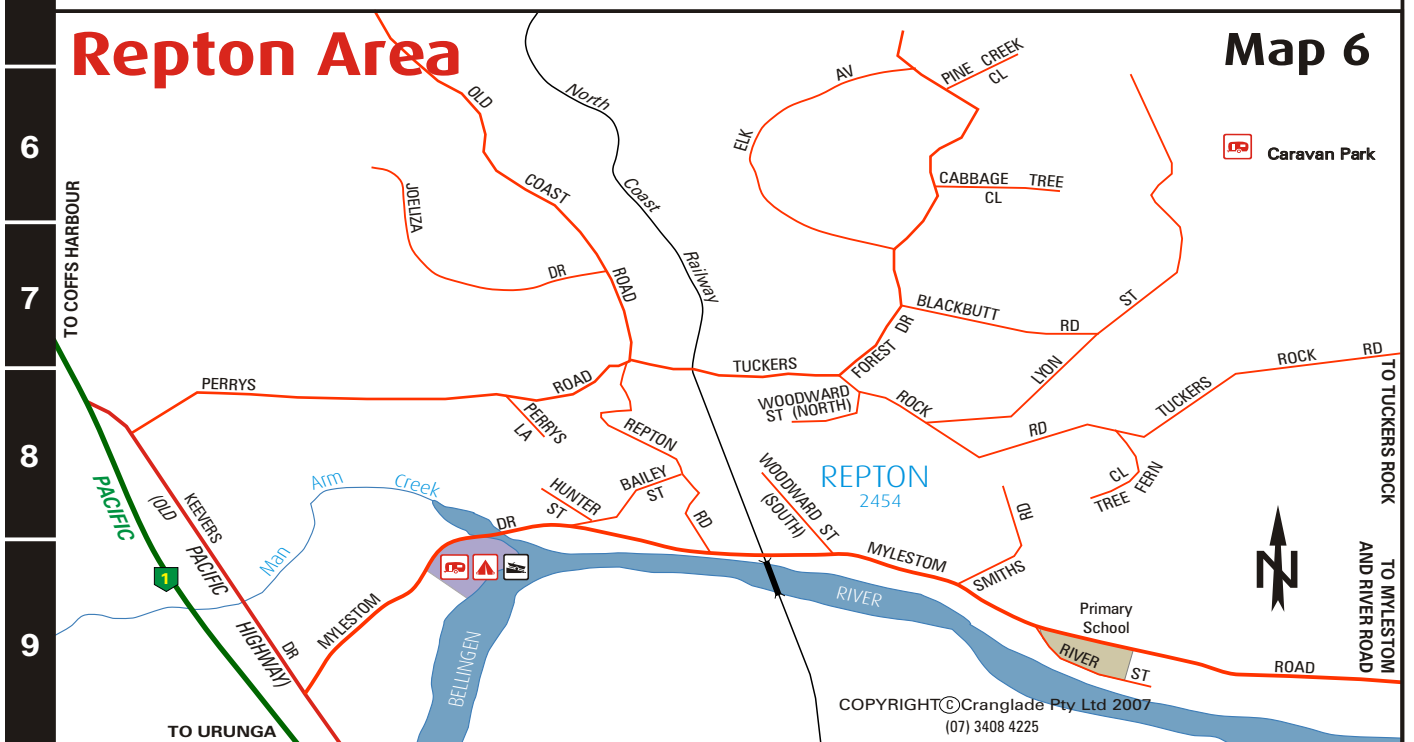 Repton Area
Map 6
Caravan Park
6
7
8
9
TO COFFS HARBOUR
OLD
COAST
ROAD
North
Coast
Railway
JOELIZA
DR
ELK
AV
PINE CREEK
CL
CABBAGE TREE
CL
BLACKBUTT
RD
LYON
ST
FOREST DR
TUCKERS
ROCK
RD
TUCKERS
ROCK
RD
TO TUCKERS ROCK
PERRYS
ROAD
PERRYS
LA
WOODWARD
ST (NORTH)
REPTON
RD
BAILEY
ST
HUNTER
ST
WOODWARD ST
(SOUTH)
REPTON
2454
CL
TREE FERN
Arm
Creek
Man
PACIFIC
1
KEEVERS
(OLD
PACIFIC
HIGHWAY)
DR
MYLESTOM
DR
MYLESTOM
SMITHS
RD
RIVER
BELLINGEN
Primary
School
RIVER
ST
ROAD
TO MYLESTOM
AND RIVER ROAD
N
TO URUNGA
COPYRIGHT©Cranglade Pty Ltd 2007
(07) 3408 4225